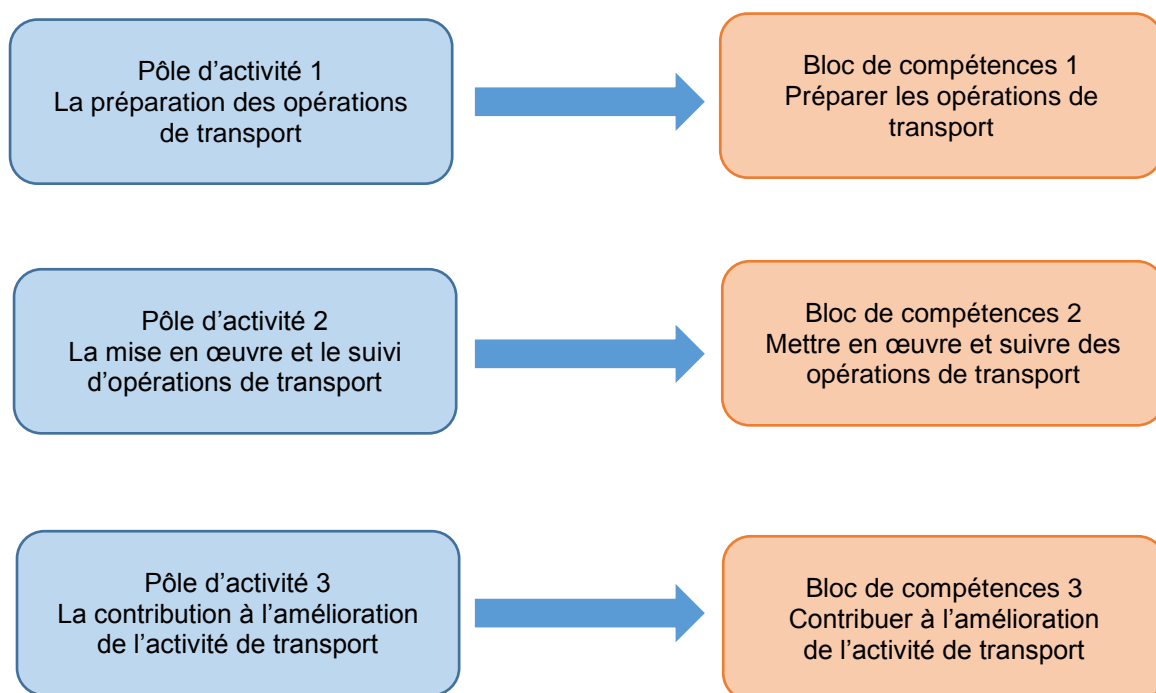 Pôle d’activité 1
La préparation des opérations
de transport
Bloc de compétences 1
Préparer les opérations de
transport
Pôle d’activité 2
La mise en œuvre et le suivi
d’opérations de transport
Bloc de compétences 2
Mettre en œuvre et suivre des
opérations de transport
Pôle d’activité 3
La contribution à l’amélioration
de l’activité de transport
Bloc de compétences 3
Contribuer à l’amélioration
de l’activité de transport